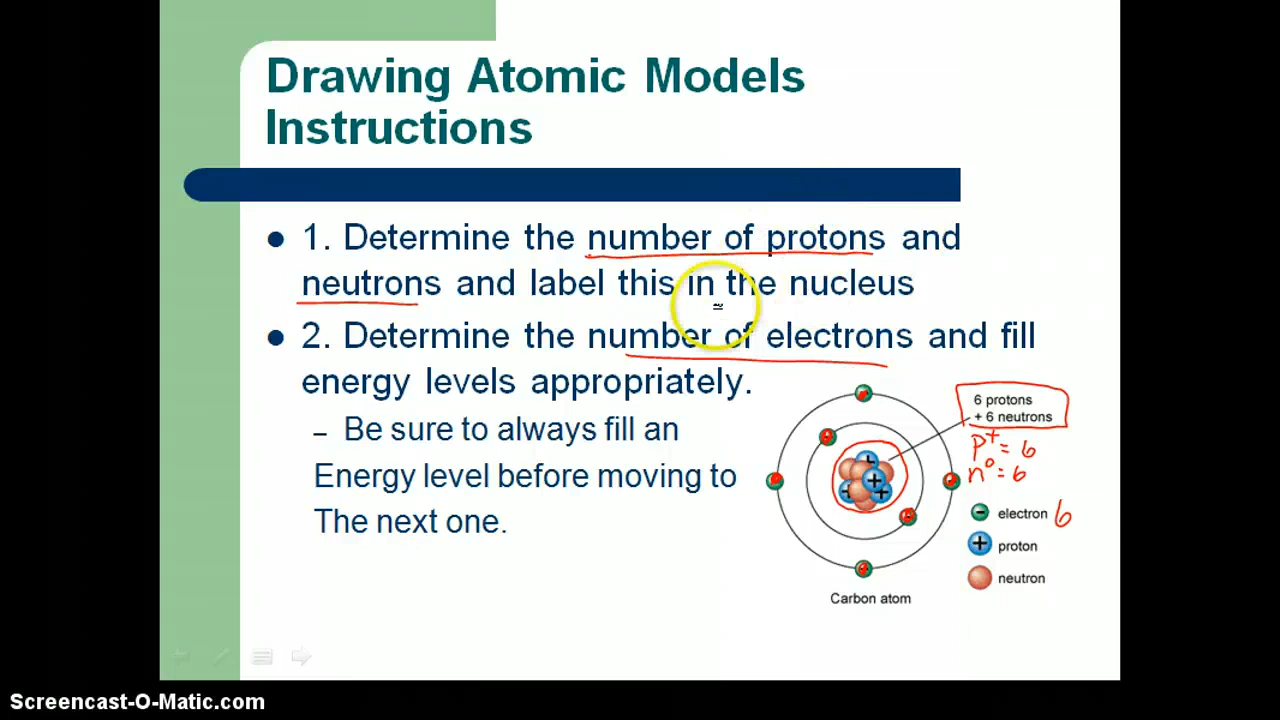 Drawing Atomic Models
Instructions
1. Determine the number of protons and
neutrons and label this in the nucleus
2. Determine the number of electrons and fill
energy levels appropriately.
– Be sure to always fill an
Energy level before moving to
The next one.
6 protons
+ 6 neutrons
p+ = 6
n° = 6
- electron 6
+ proton
neutron
Carbon atom
Screencast-O-Matic.com